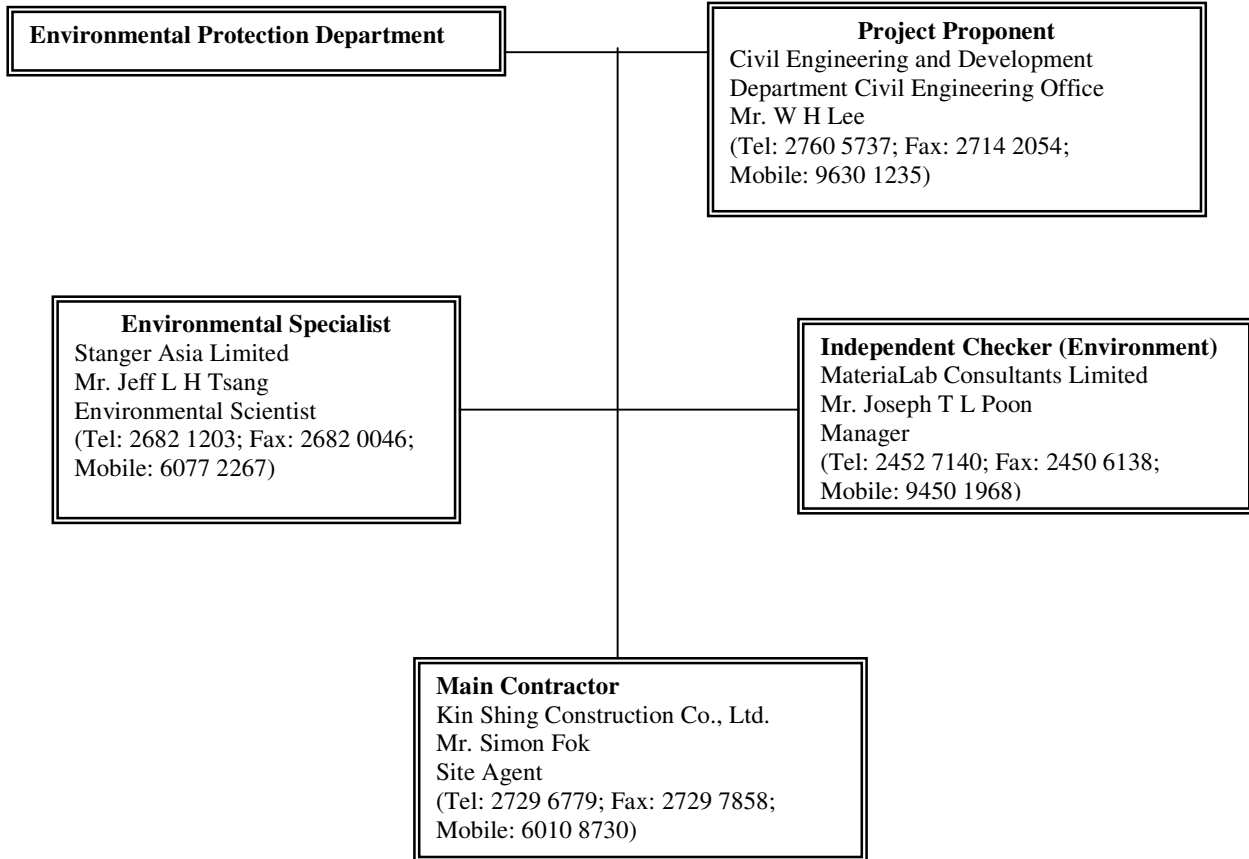 Environmental Protection Department
Project Proponent
Civil Engineering and Development
Department Civil Engineering Office
Mr. W H Lee
(Tel: 2760 5737; Fax: 2714 2054;
Mobile: 9630 1235)
Environmental Specialist
Stanger Asia Limited
Mr. Jeff L H Tsang
Environmental Scientist
(Tel: 2682 1203; Fax: 2682 0046;
Mobile: 6077 2267)
Independent Checker (Environment)
MateriaLab Consultants Limited
Mr. Joseph T L Poon
Manager
(Tel: 2452 7140; Fax: 2450 6138;
Mobile: 9450 1968)
Main Contractor
Kin Shing Construction Co., Ltd.
Mr. Simon Fok
Site Agent
(Tel: 2729 6779; Fax: 2729 7858;
Mobile: 6010 8730)